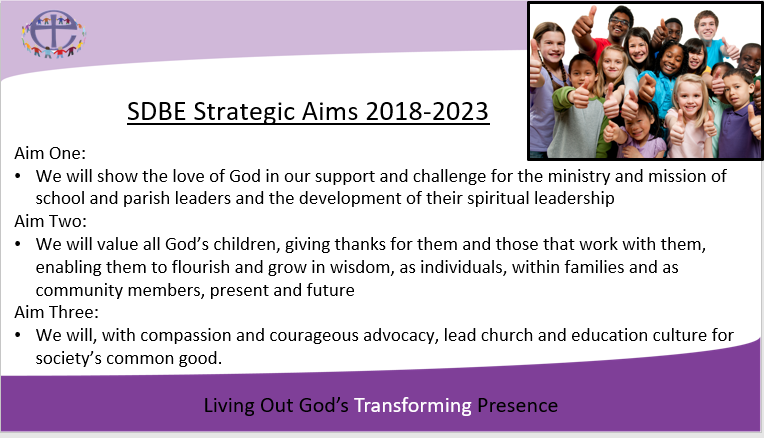 SDBE Strategic Aims 2018-2023
Aim One:
• We will show the love of God in our support and challenge for the ministry and mission of
school and parish leaders and the development of their spiritual leadership
Aim Two:
• We will value all God’s children, giving thanks for them and those that work with them,
enabling them to flourish and grow in wisdom, as individuals, within families and as
community members, present and future
Aim Three:
• We will, with compassion and courageous advocacy, lead church and education culture for
society’s common good.
Living Out God’s Transforming Presence